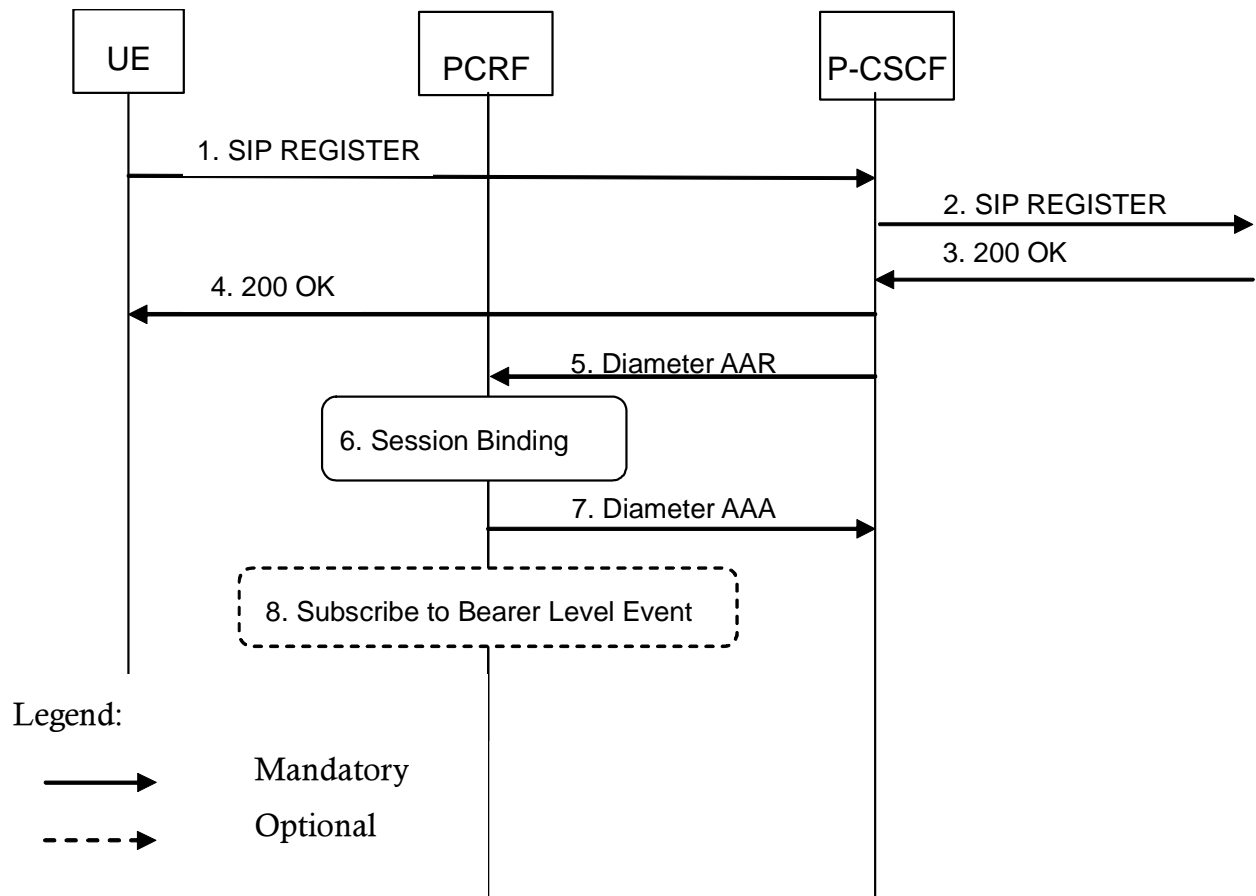 UE
PCRF
P-CSCF
1. SIP REGISTER
2. SIP REGISTER
3. 200 OK
4. 200 OK
5. Diameter AAR
6. Session Binding
7. Diameter AAA
8. Subscribe to Bearer Level Event
Legend:
Mandatory
Optional